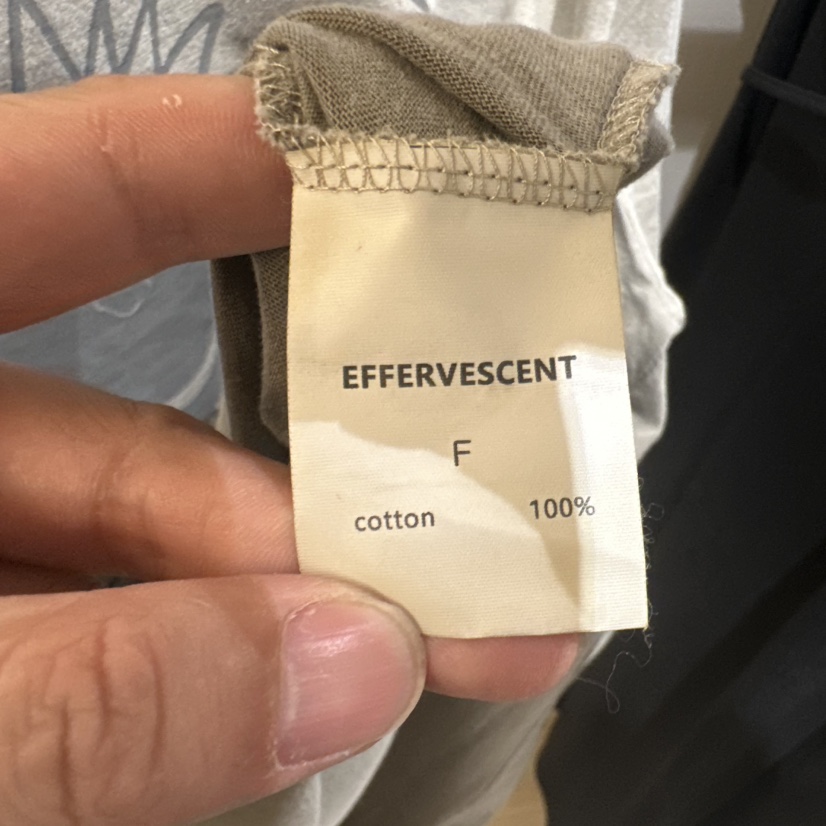 EFFERVESCENT
F
cotton 100%